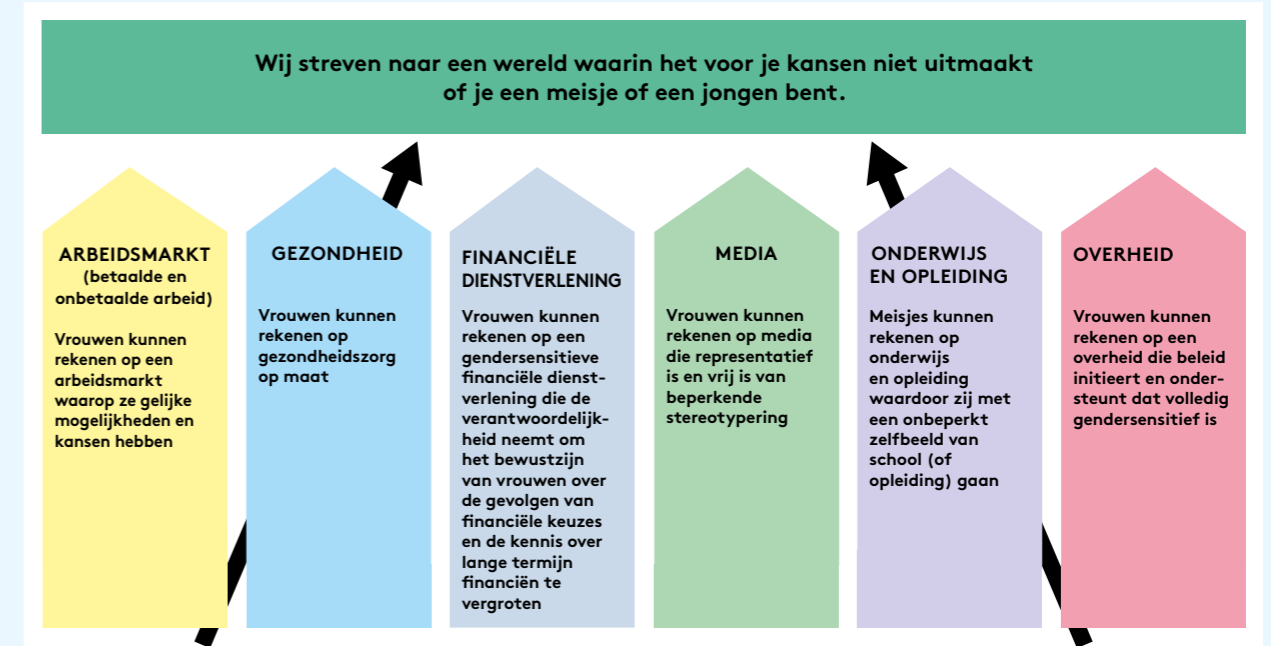 Wij streven naar een wereld waarin het voor je kansen niet uitmaakt
of je een meisje of een jongen bent.
ARBEIDSMARKT
(betaalde en
onbetaalde arbeid)
Vrouwen kunnen
rekenen op een
arbeidsmarkt
waarop ze gelijke
mogelijkheden en
kansen hebben
GEZONDHEID
Vrouwen kunnen
rekenen op
gezondheidszorg
op maat
FINANCIËLE
DIENSTVERLENING
Vrouwen kunnen
rekenen op een
gendersensitieve
financiële dienst-
verlening die de
verantwoordelijk-
heid neemt om
het bewustzijn
van vrouwen over
de gevolgen van
financiële keuzes
en de kennis over
lange termijn
financiën te
vergroten
MEDIA
Vrouwen kunnen
rekenen op media
die representatief
is en vrij is van
beperkende
stereotypering
ONDERWIJS
EN OPLEIDING
Meisjes kunnen
rekenen op
onderwijs
en opleiding
waardoor zij met
een onbeperkt
zelfbeeld van
school (of
opleiding) gaan
OVERHEID
Vrouwen kunnen
rekenen op een
overheid die beleid
initieert en onder-
steunt dat volledig
gendersensitief is